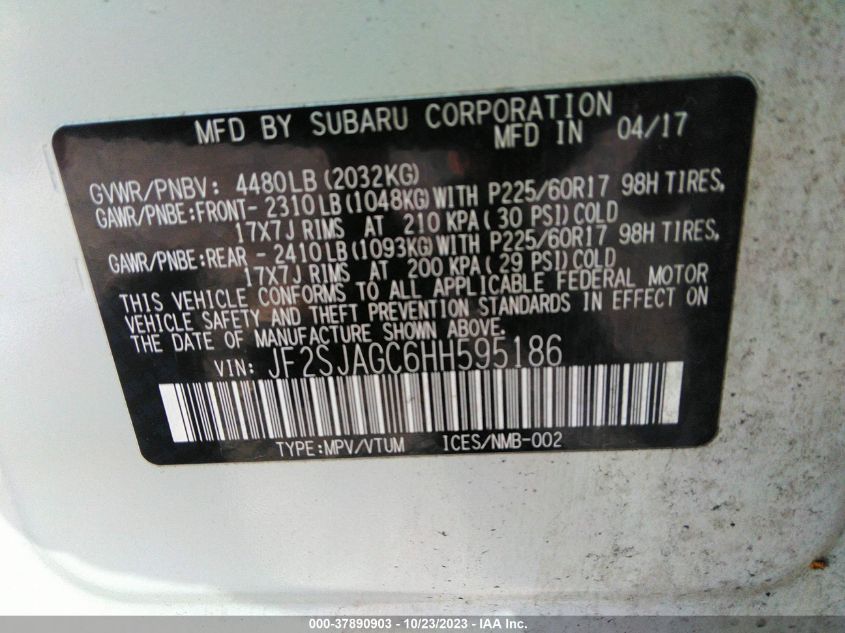 MFD BY SUBARU CORPORATION
MFD IN 04/17
GVWR/PNBV: 4480LB(2032KG)
GAWR/PNBE:FRONT- 2310LB(1048KG)WITH P225/60R17 98H TIRES,
17X7J RIMS AT 210 KPA(30 PSI)COLD
GAWR/PNBE:REAR - 2410LB(1093KG)WITH P225/60R17 98H TIRES,
17X7J RIMS AT 200 KPA(29 PSI)COLD
THIS VEHICLE CONFORMS TO ALL APPLICABLE FEDERAL MOTOR
VEHICLE SAFETY AND THEFT PREVENTION STANDARDS IN EFFECT ON
THE DATE OF MANUFACTURE SHOWN ABOVE.
VIN: JF2SJAGC6HH595186
TYPE:MPV/VTUM ICES/NMB-002
000-37890903 - 10/23/2023 - IAA Inc.